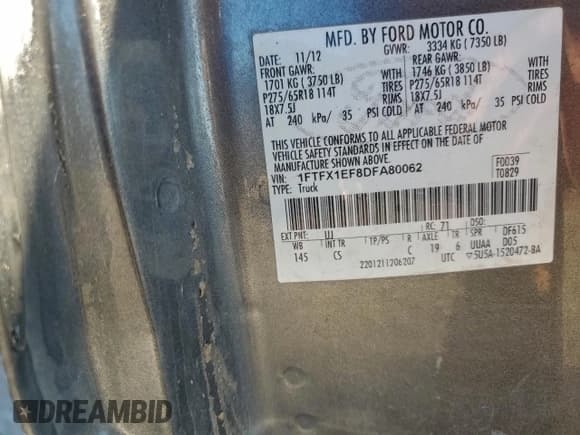 MFD. BY FORD MOTOR CO.
DATE: 11/12 GVWR: 3334 KG ( 7350 LB)
FRONT GAWR: REAR GAWR:
1701 KG ( 3750 LB) WITH 1746 KG ( 3850 LB) WITH
P275/65R18 114T TIRES P275/65R18 114T TIRES
18X7.5J RIMS 18X7.5J RIMS
AT 240 kPa/ 35 PSI COLD AT 240 kPa/ 35 PSI COLD
THIS VEHICLE CONFORMS TO ALL APPLICABLE FEDERAL MOTOR
VEHICLE SAFETY STANDARDS IN EFFECT ON THE DATE OF
MANUFACTURE SHOWN ABOVE.
VIN: 1FTFX1EF8DFA80062 F0039
TYPE: Truck T0829
EXT PNT: UJ RC: 71 DSO:
WB INT TR TP/PS R AXLE TR SPR DF615
145 CS C 19 6 UUAA D05
2201211206207 UTC ▽5U5A-1520472-BA
DREAMBID